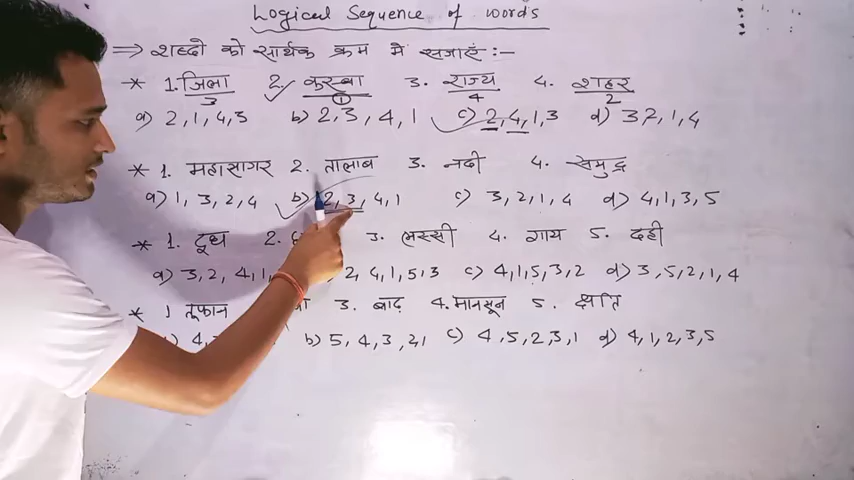 Logical Sequence of words
⇒ शब्दो को सार्थक क्रम मे सजाएं :-
* 1. जिला 2. कस्बा 3. राज्य 4. शहर
3 1 4 2
a) 2,1,4,3 b) 2,3,4,1 c) 2,4,1,3 d) 3,2,1,4
* 1. महासागर 2. तालाब 3. नदी 4. समुद्र
a) 1, 3, 2, 4 b) 2, 3, 4, 1 c) 3, 2, 1, 4 d) 4, 1, 3, 5
* 1. दूध 2. 3. लस्सी 4. गाय 5. दही
a) 3, 2, 4, 1, 2, 4, 1, 5, 3 c) 4, 1, 5, 3, 2 d) 3, 5, 2, 1, 4
* 1 तूफान 3. बाढ़ 4. मानसून 5. क्षति
4, b) 5, 4, 3, 2, 1 c) 4, 5, 2, 3, 1 d) 4, 1, 2, 3, 5